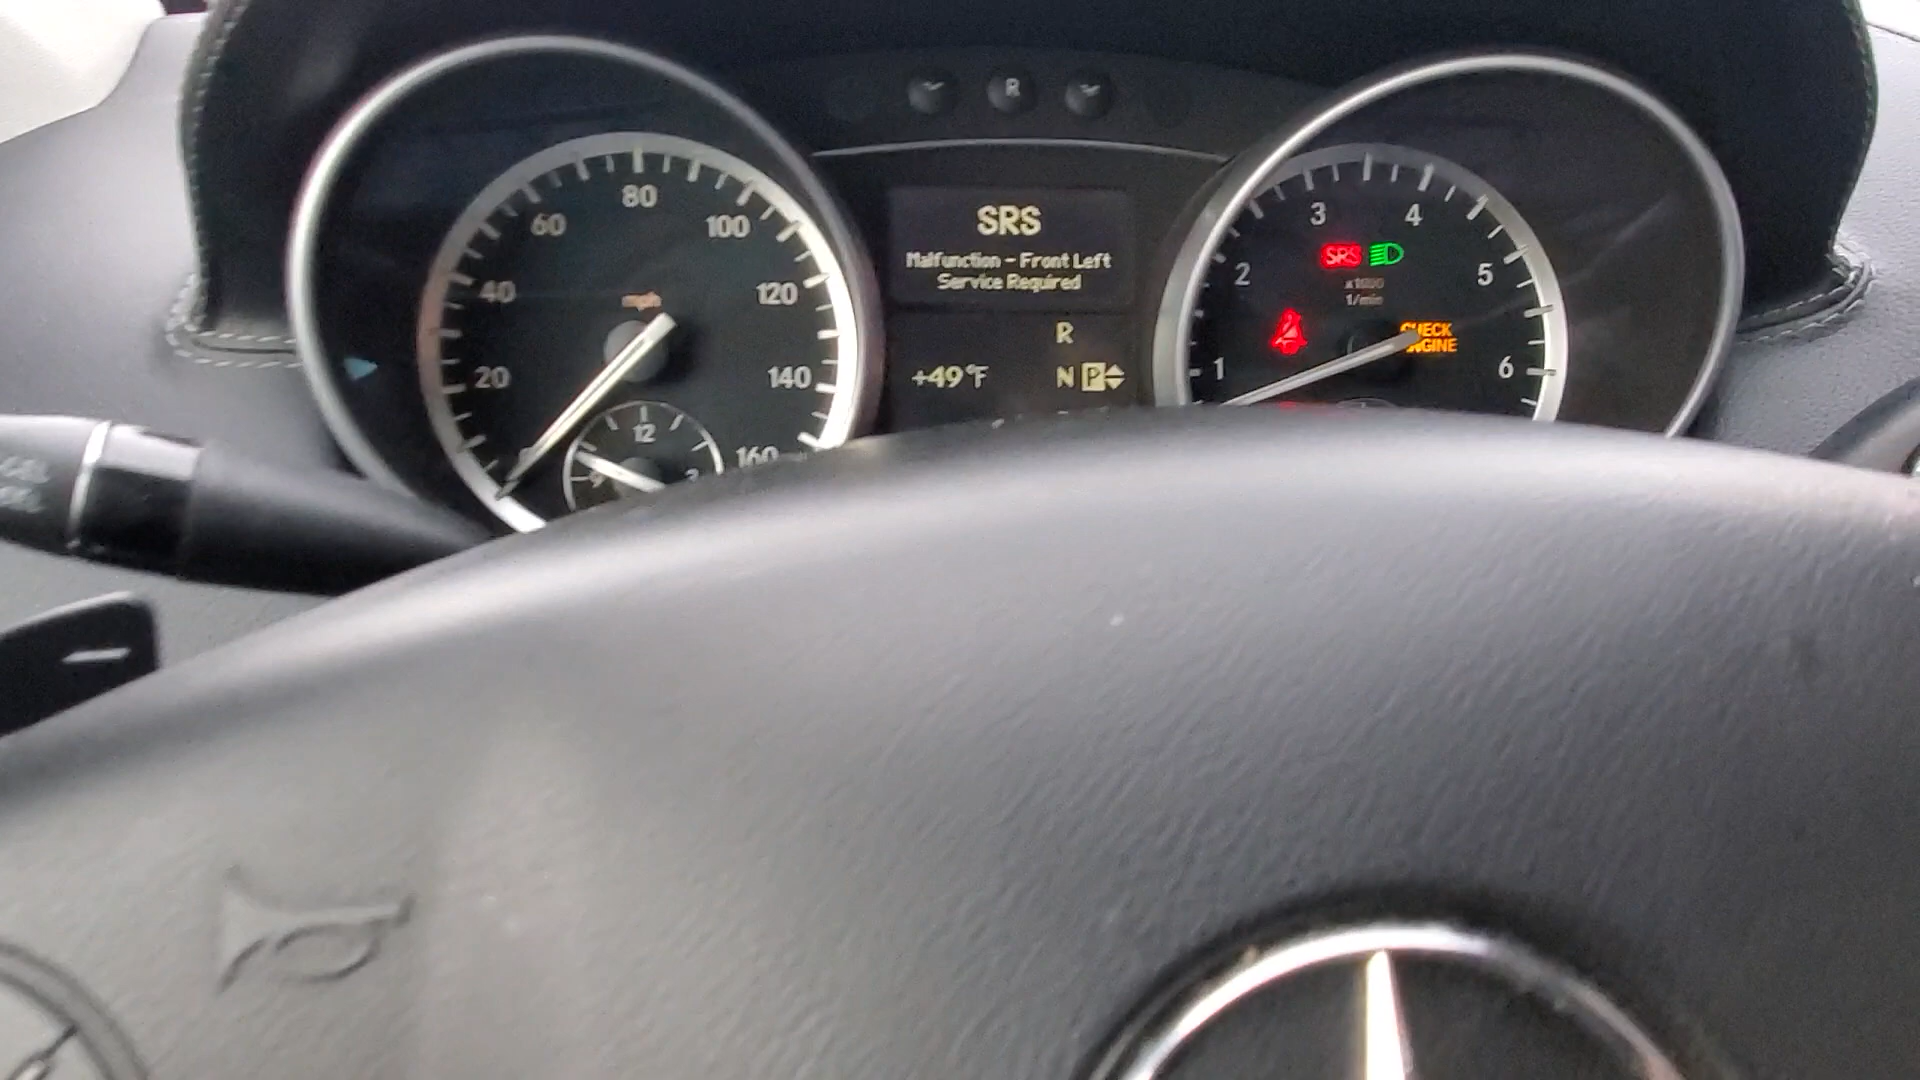 R
SRS
Malfunction - Front Left
Service Required
R
+49°F
N P
20
40
60
80
100
120
140
160
mph
12
1
2
3
4
5
6
SRS
x1000
1/min
CHECK
ENGINE